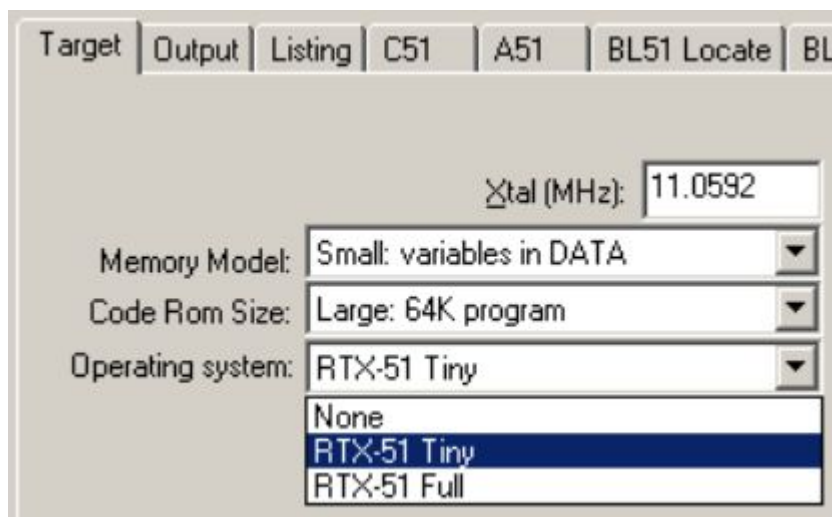 Target Output Listing C51 A51 BL51 Locate BL
Xtal (MHz): 11.0592
Memory Model: Small: variables in DATA
Code Rom Size: Large: 64K program
Operating system: RTX-51 Tiny
None
RTX-51 Tiny
RTX-51 Full